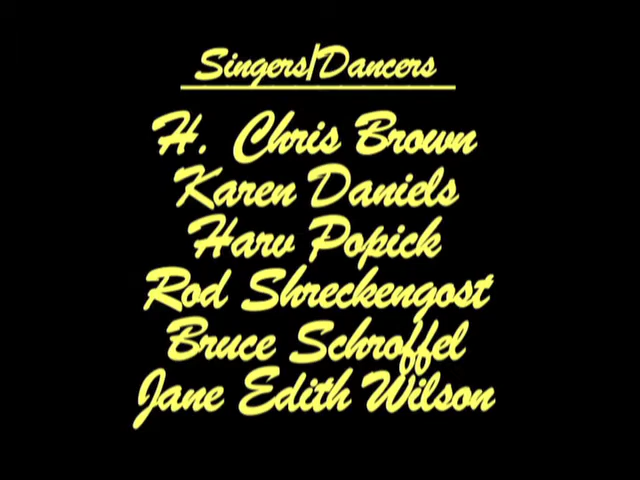 Singers/Dancers
H. Chris Brown
Karen Daniels
Harv Popick
Rod Shreckengost
Bruce Schroffel
Jane Edith Wilson